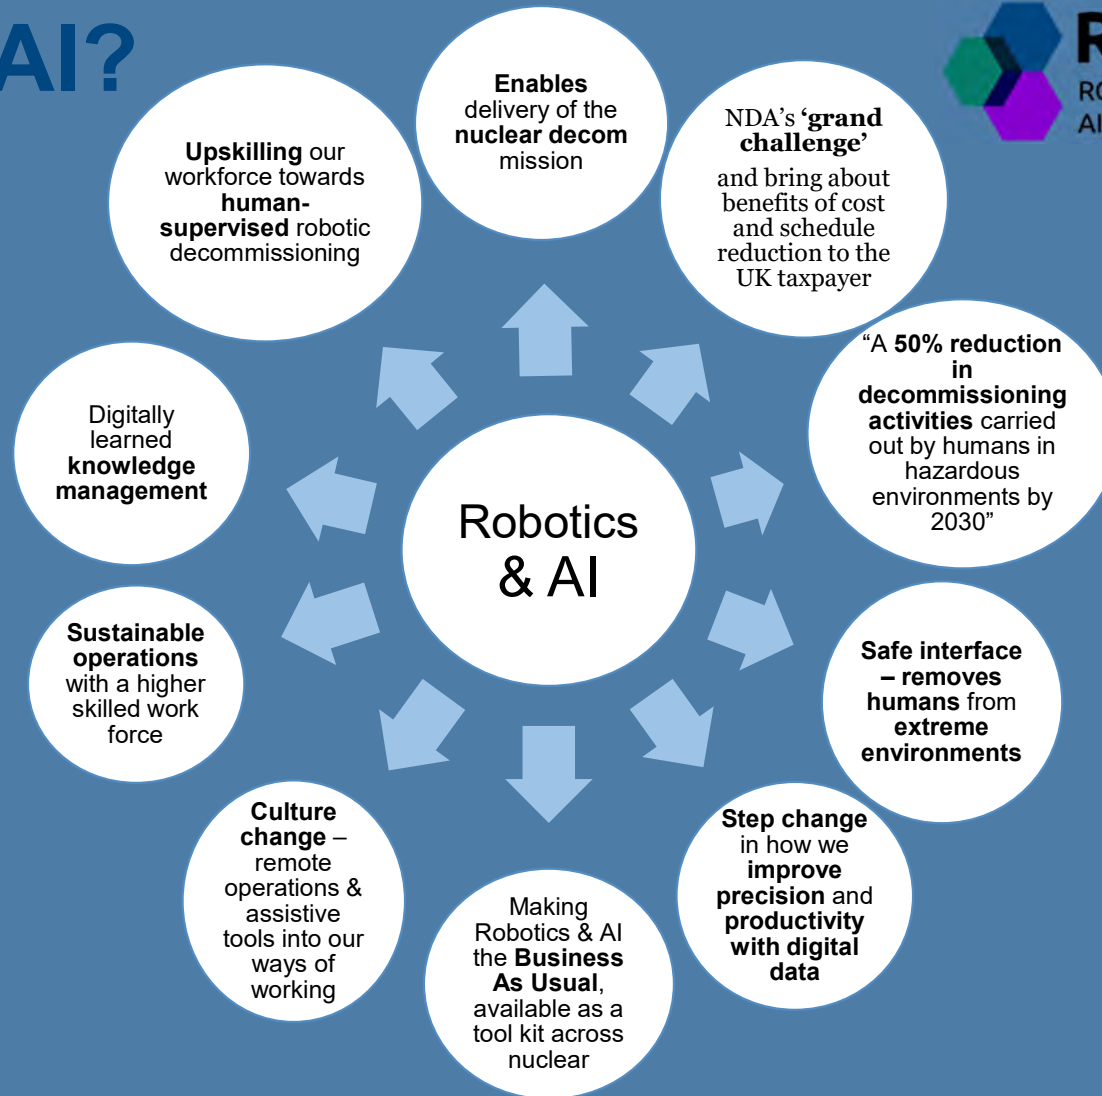 AI?
Enables
delivery of the
nuclear decom
mission
NDA's 'grand
challenge'
and bring about
benefits of cost
and schedule
reduction to the
UK taxpayer
"A 50% reduction
in
decommissioning
activities carried
out by humans in
hazardous
environments by
2030"
Safe interface
– removes
humans from
extreme
environments
Step change
in how we
improve
precision and
productivity
with digital
data
Making
Robotics & AI
the Business
As Usual,
available as a
tool kit across
nuclear
Culture
change –
remote
operations &
assistive
tools into our
ways of
working
Sustainable
operations
with a higher
skilled work
force
Digitally
learned
knowledge
management
Upskilling our
workforce towards
human-
supervised robotic
decommissioning
Robotics
& AI
R
RO
AI